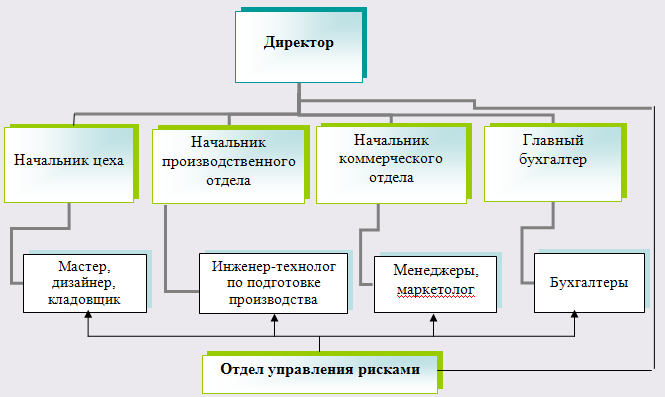 Директор
Начальник цеха
Начальник
производственного
отдела
Начальник
коммерческого
отдела
Главный
бухгалтер
Мастер,
дизайнер,
кладовщик
Инженер-технолог
по подготовке
производства
Менеджеры,
маркетолог
Бухгалтеры
Отдел управления рисками